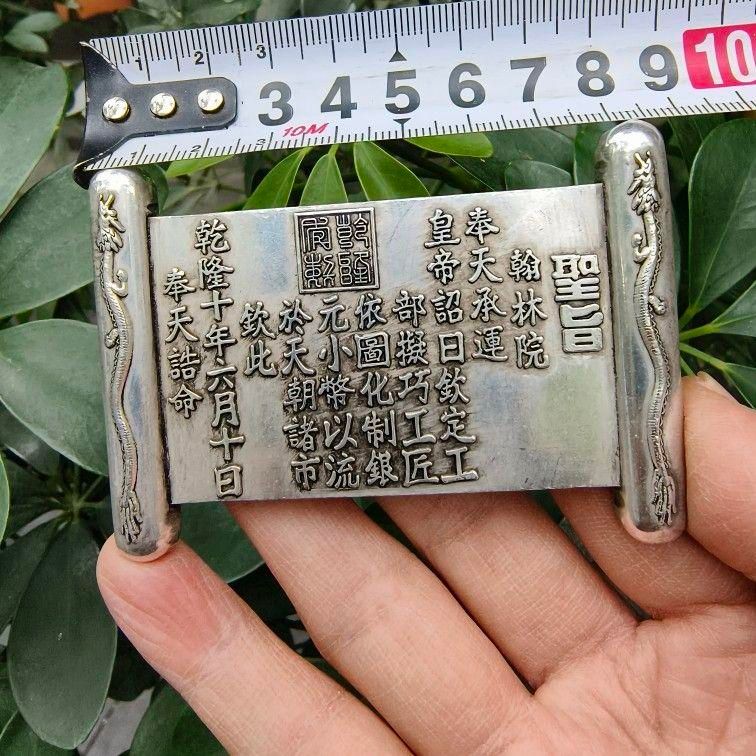 1 2 3
3 4 5 6 7 8 9 10
10M
聖旨
翰林院
奉天承運
皇帝詔曰欽定工
部擬巧工匠
依圖化制銀
元小幣以流
於天朝諸市
欽此
乾隆十年六月十日
奉天誥命
乾隆